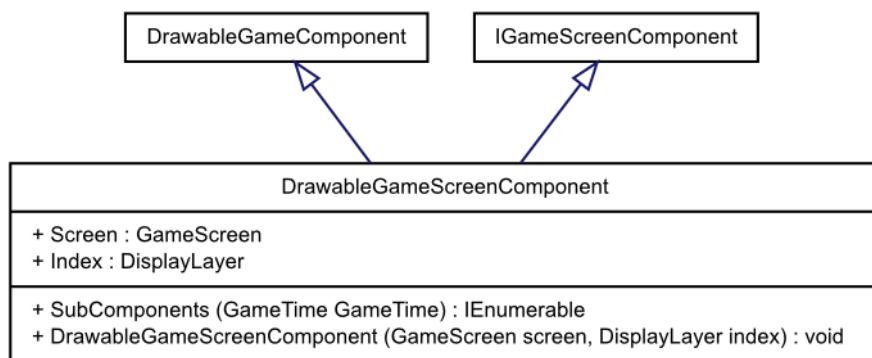 DrawableGameComponent
IGameScreenComponent
DrawableGameScreenComponent
+ Screen : GameScreen
+ Index : DisplayLayer
+ SubComponents (GameTime GameTime) : IEnumerable
+ DrawableGameScreenComponent (GameScreen screen, DisplayLayer index) : void